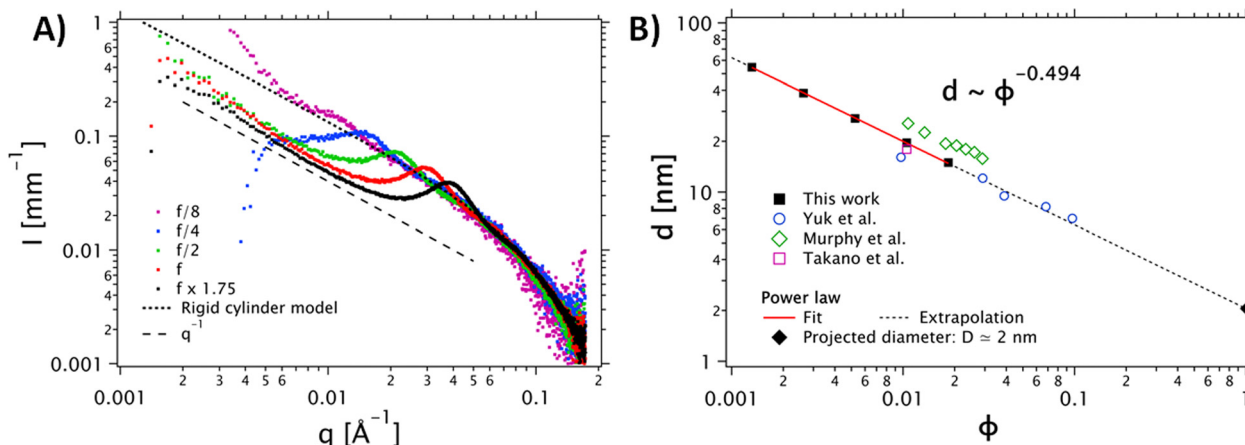 A)
I [mm⁻¹]
1
8
6
4
2
0.1
8
6
4
2
0.01
8
6
4
2
0.001
f/8
f/4
f/2
f
f x 1.75
Rigid cylinder model
q⁻¹
0.001
2
3
4
5
6
0.01
2
3
4
5
6
0.1
2
q [Å⁻¹]
B)
d [nm]
100
8
6
4
2
10
8
6
4
2
1
d ~ ϕ⁻⁰·⁴⁹⁴
This work
Yuk et al.
Murphy et al.
Takano et al.
Power law
Fit
Extrapolation
Projected diameter: D ≃ 2 nm
0.001
2
4
6
8
0.01
2
4
6
8
0.1
2
4
6
8
1
ϕ